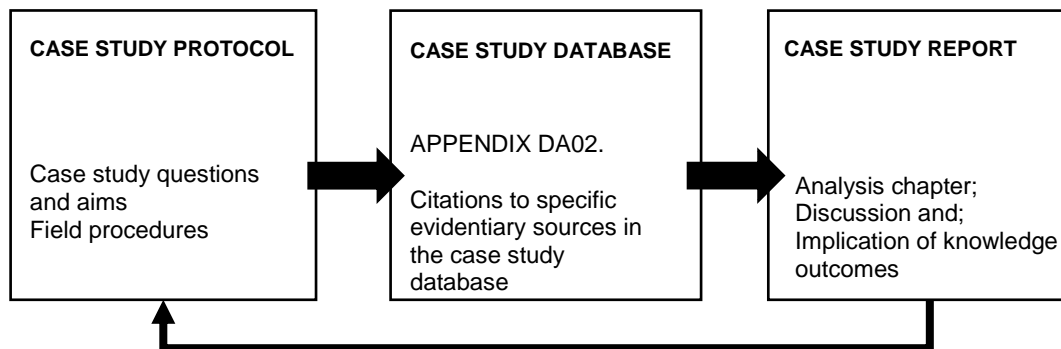 CASE STUDY PROTOCOL
Case study questions
and aims
Field procedures
CASE STUDY DATABASE
APPENDIX DA02.
Citations to specific
evidentiary sources in
the case study
database
CASE STUDY REPORT
Analysis chapter;
Discussion and;
Implication of knowledge
outcomes